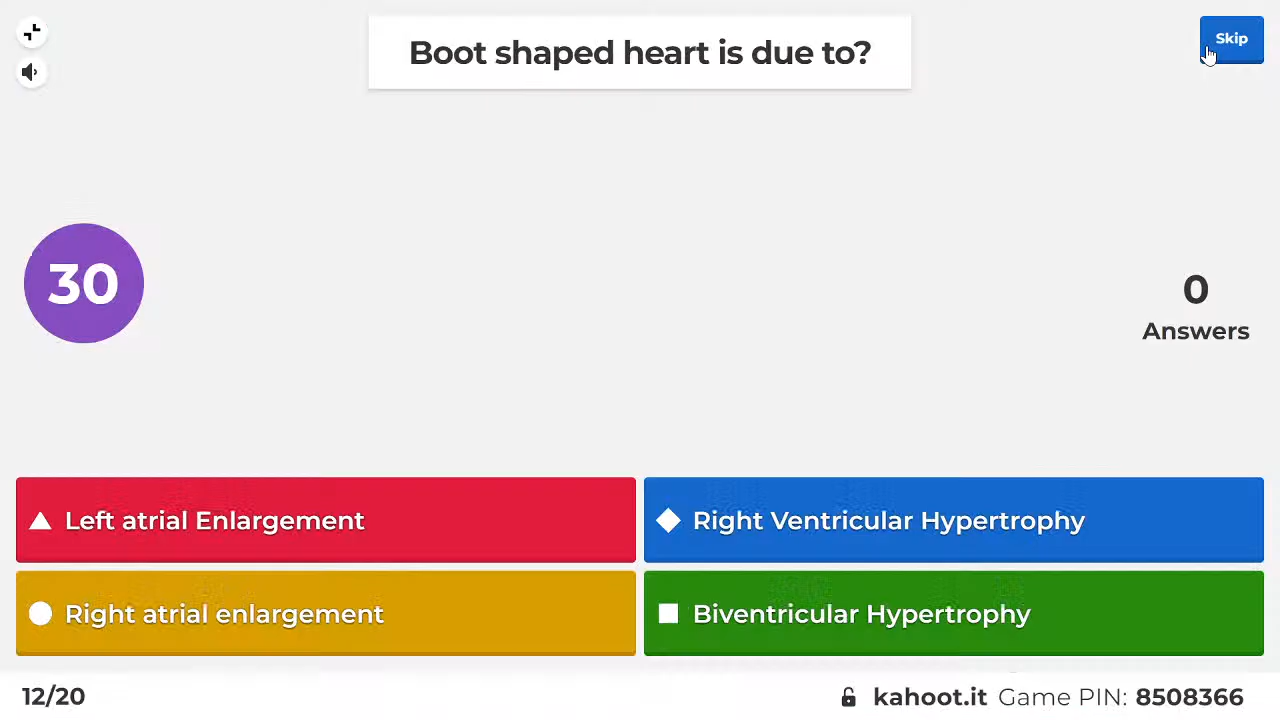 Boot shaped heart is due to?
Skip
30
0
Answers
Left atrial Enlargement
Right Ventricular Hypertrophy
Right atrial enlargement
Biventricular Hypertrophy
12/20
kahoot.it Game PIN: 8508366